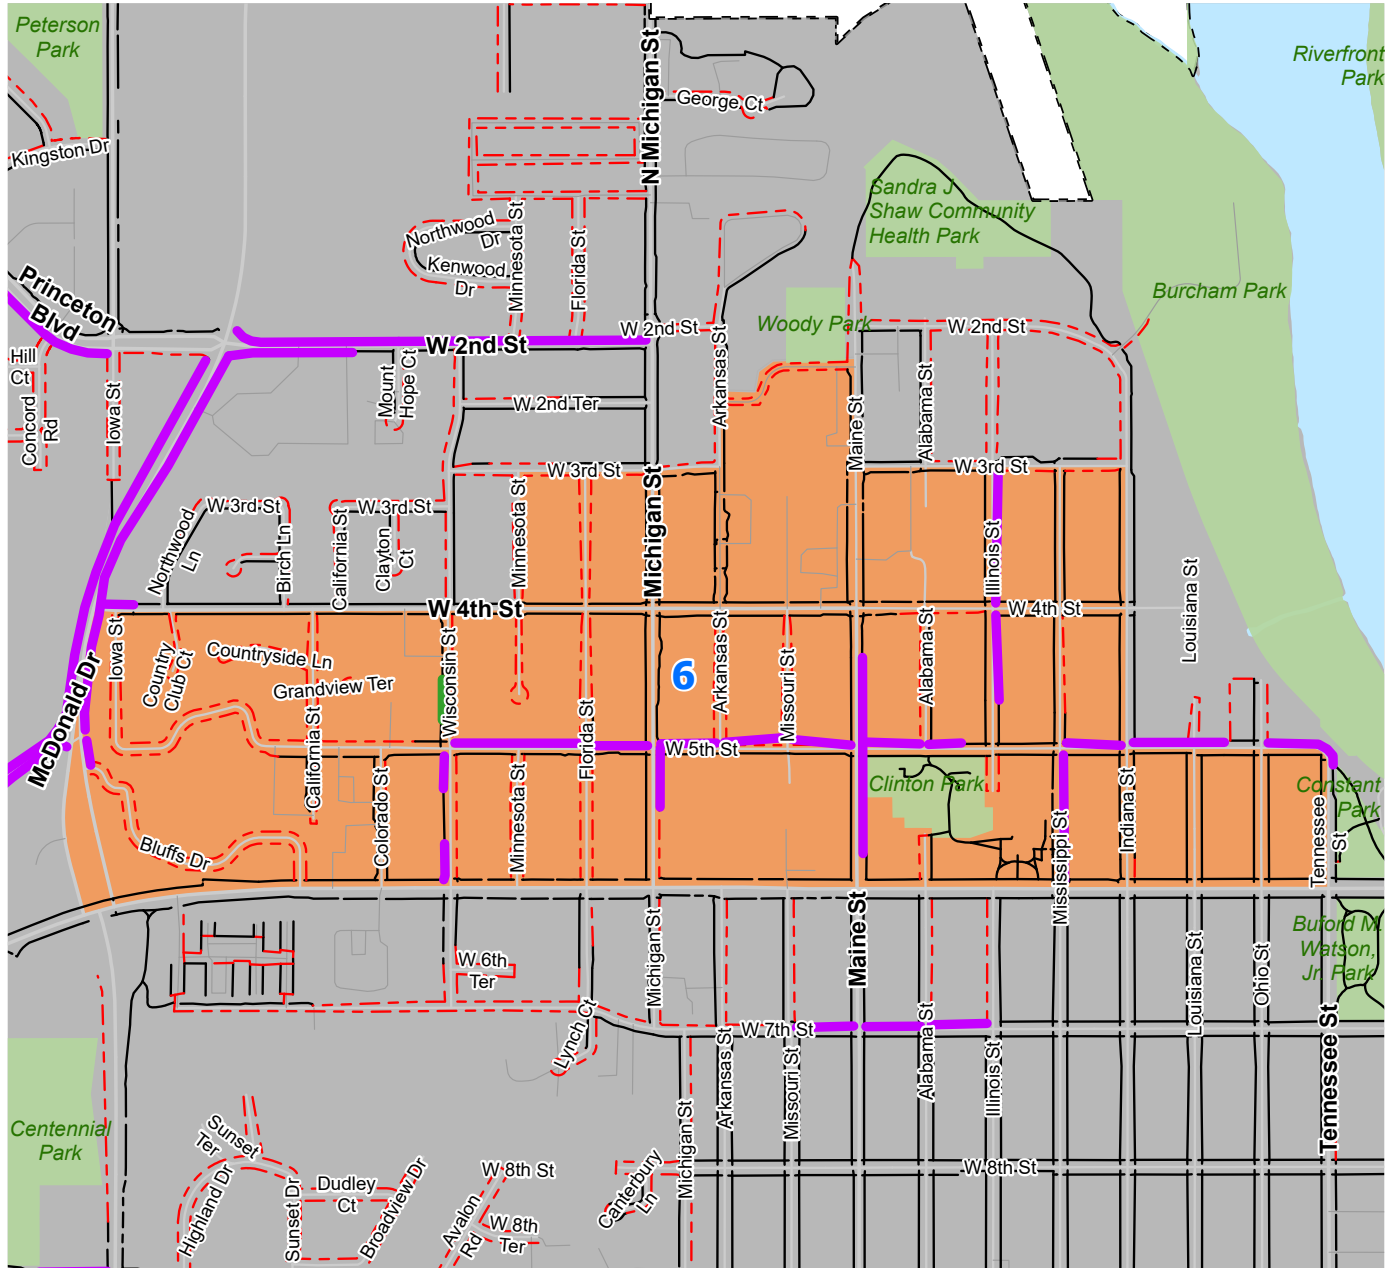 Peterson
Park
Riverfront
Park
N Michigan St
George Ct
Kingston Dr
Sandra J
Shaw Community
Health Park
Northwood
Dr
Kenwood
Dr
Minnesota St
Florida St
Burcham Park
Princeton
Blvd
Woody Park
W 2nd St
W 2nd St
W 2nd St
Arkansas St
Hill
Ct
Concord
Rd
Iowa St
Mount
Hope Ct
W 2nd Ter
Maine St
Alabama St
W 3rd St
W 3rd St
Michigan St
Minnesota St
W 3rd St
W 3rd St
Northwood
Ln
Birch Ln
California St
Clayton
Ct
Illinois St
Louisiana St
W 4th St
W 4th St
Iowa St
Country
Club Ct
Countryside Ln
Grandview Ter
Wisconsin St
6
Arkansas St
Missouri St
Alabama St
McDonald Dr
California St
Florida St
W 5th St
Clinton Park
Constant
Park
Bluffs Dr
Colorado St
Minnesota St
Mississippi St
Indiana St
Tennessee
St
Michigan St
Maine St
Buford M.
Watson,
Jr. Park
W 6th
Ter
Louisiana St
Ohio St
Lynch Ct
W 7th St
Arkansas St
Missouri St
Alabama St
Illinois St
Tennessee St
Centennial
Park
Sunset
Ter
Highland Dr
Sunset Dr
Dudley
Ct
Broadview Dr
Avalon
Rd
W 8th St
W 8th
Ter
Canterbury
Ln
Michigan St
W 8th St